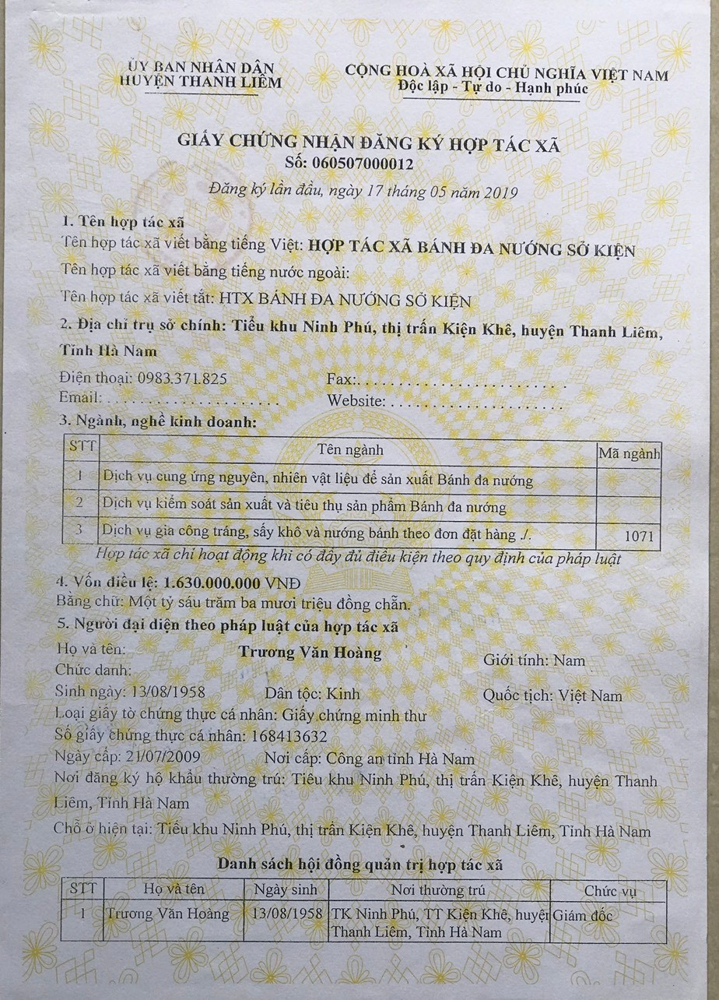 ỦY BAN NHÂN DÂN
HUYỆN THANH LIÊM
CỘNG HOÀ XÃ HỘI CHỦ NGHĨA VIỆT NAM
Độc lập - Tự do - Hạnh phúc
GIẤY CHỨNG NHẬN ĐĂNG KÝ HỢP TÁC XÃ
Số: 060507000012
Đăng ký lần đầu, ngày 17 tháng 05 năm 2019
1. Tên hợp tác xã
Tên hợp tác xã viết bằng tiếng Việt: HỢP TÁC XÃ BÁNH ĐA NƯỚNG SỞ KIỆN
Tên hợp tác xã viết bằng tiếng nước ngoài:
Tên hợp tác xã viết tắt: HTX BÁNH ĐA NƯỚNG SỞ KIỆN
2. Địa chỉ trụ sở chính: Tiểu khu Ninh Phú, thị trấn Kiện Khê, huyện Thanh Liêm,
Tỉnh Hà Nam
Điện thoại: 0983.371.825 Fax:. . . . . . . . . . . . . . . . . . . . . . . . . .
Email: . . . . . . . . . . . . . . . . . . . . . Website: . . . . . . . . . . . . . . . . . . . . .
3. Ngành, nghề kinh doanh:
STT Tên ngành Mã ngành
1 Dịch vụ cung ứng nguyên, nhiên vật liệu để sản xuất Bánh đa nướng
2 Dịch vụ kiểm soát sản xuất và tiêu thụ sản phẩm Bánh đa nướng
3 Dịch vụ gia công tráng, sấy khô và nướng bánh theo đơn đặt hàng ./. 1071
Hợp tác xã chỉ hoạt động khi có đầy đủ điều kiện theo quy định của pháp luật
4. Vốn điều lệ: 1.630.000.000 VNĐ
Bằng chữ: Một tỷ sáu trăm ba mươi triệu đồng chẵn.
5. Người đại diện theo pháp luật của hợp tác xã
Họ và tên: Trương Văn Hoàng Giới tính: Nam
Chức danh:
Sinh ngày: 13/08/1958 Dân tộc: Kinh Quốc tịch: Việt Nam
Loại giấy tờ chứng thực cá nhân: Giấy chứng minh thư
Số giấy chứng thực cá nhân: 168413632
Ngày cấp: 21/07/2009 Nơi cấp: Công an tỉnh Hà Nam
Nơi đăng ký hộ khẩu thường trú: Tiểu khu Ninh Phú, thị trấn Kiện Khê, huyện Thanh
Liêm, Tỉnh Hà Nam
Chỗ ở hiện tại: Tiểu khu Ninh Phú, thị trấn Kiện Khê, huyện Thanh Liêm, Tỉnh Hà Nam
Danh sách hội đồng quản trị hợp tác xã
STT Họ và tên Ngày sinh Nơi thường trú Chức vụ
1 Trương Văn Hoàng 13/08/1958 TK Ninh Phú, TT Kiện Khê, huyện Giám đốc
Thanh Liêm, Tỉnh Hà Nam